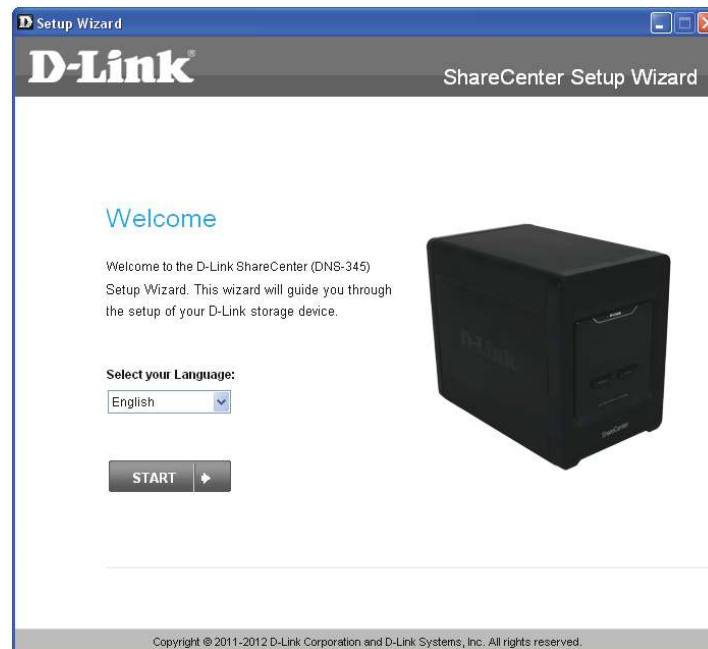 Setup Wizard
D-Link®
ShareCenter Setup Wizard
Welcome
Welcome to the D-Link ShareCenter (DNS-345)
Setup Wizard. This wizard will guide you through
the setup of your D-Link storage device.
D-Link
ShareCenter
Select your Language:
English
START
Copyright © 2011-2012 D-Link Corporation and D-Link Systems, Inc. All rights reserved.